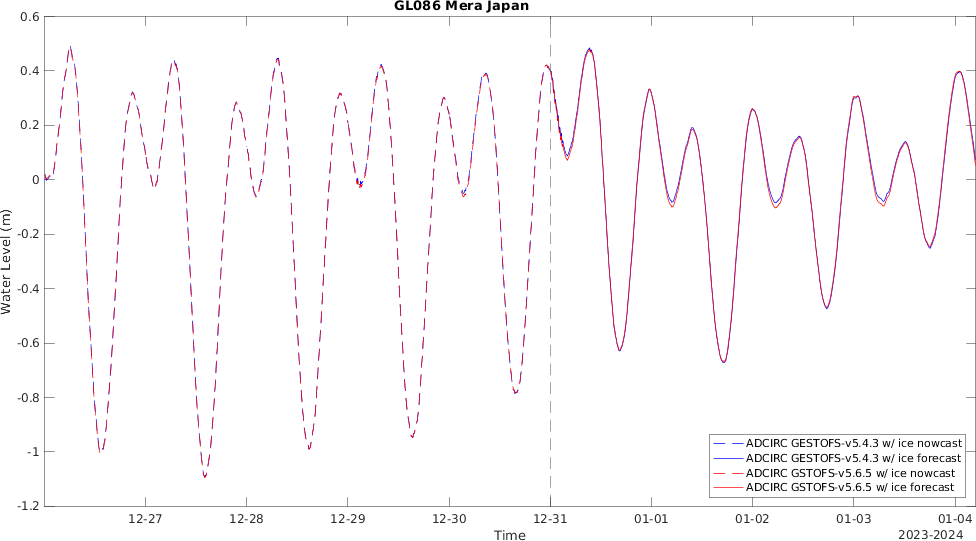 GL086 Mera Japan
0.6
0.4
0.2
0
-0.2
-0.4
-0.6
-0.8
-1
-1.2
Water Level (m)
12-27 12-28 12-29 12-30 12-31 01-01 01-02 01-03 01-04
Time
2023-2024
ADCIRC GESTOFS-v5.4.3 w/ ice nowcast
ADCIRC GESTOFS-v5.4.3 w/ ice forecast
ADCIRC GSTOFS-v5.6.5 w/ ice nowcast
ADCIRC GSTOFS-v5.6.5 w/ ice forecast